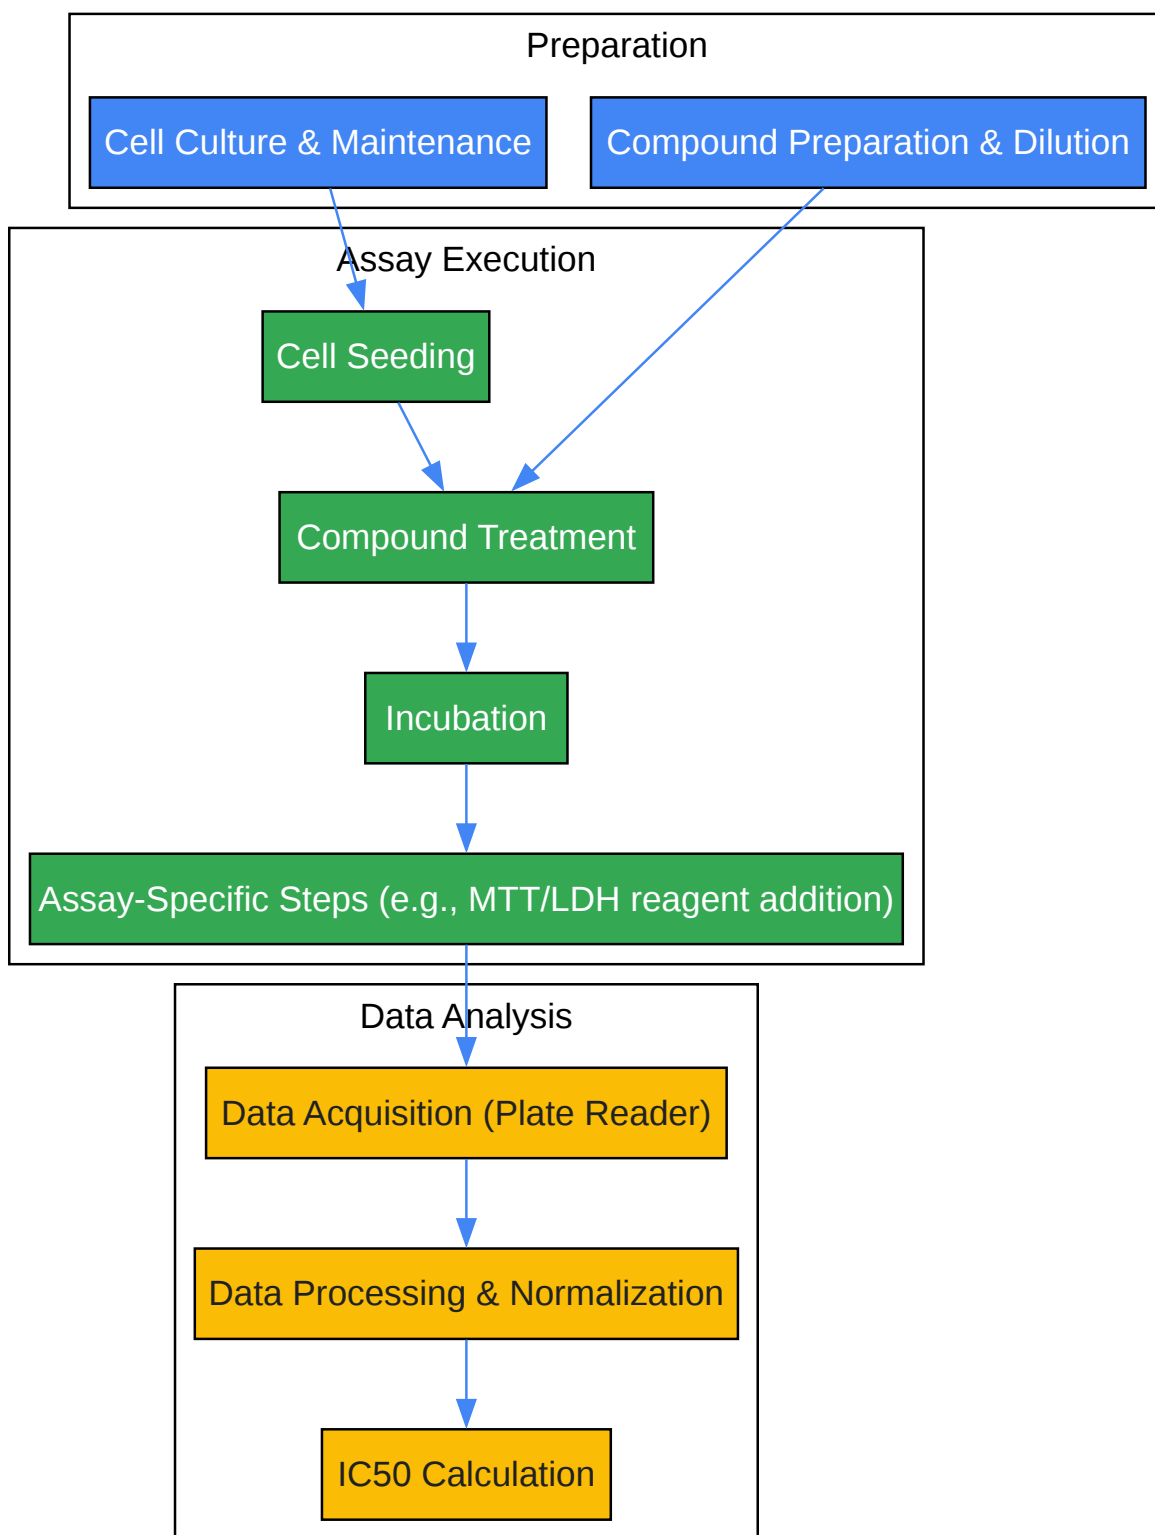 Preparation
Cell Culture & Maintenance
Compound Preparation & Dilution
Assay Execution
Cell Seeding
Compound Treatment
Incubation
Assay-Specific Steps (e.g., MTT/LDH reagent addition)
Data Analysis
Data Acquisition (Plate Reader)
Data Processing & Normalization
IC50 Calculation